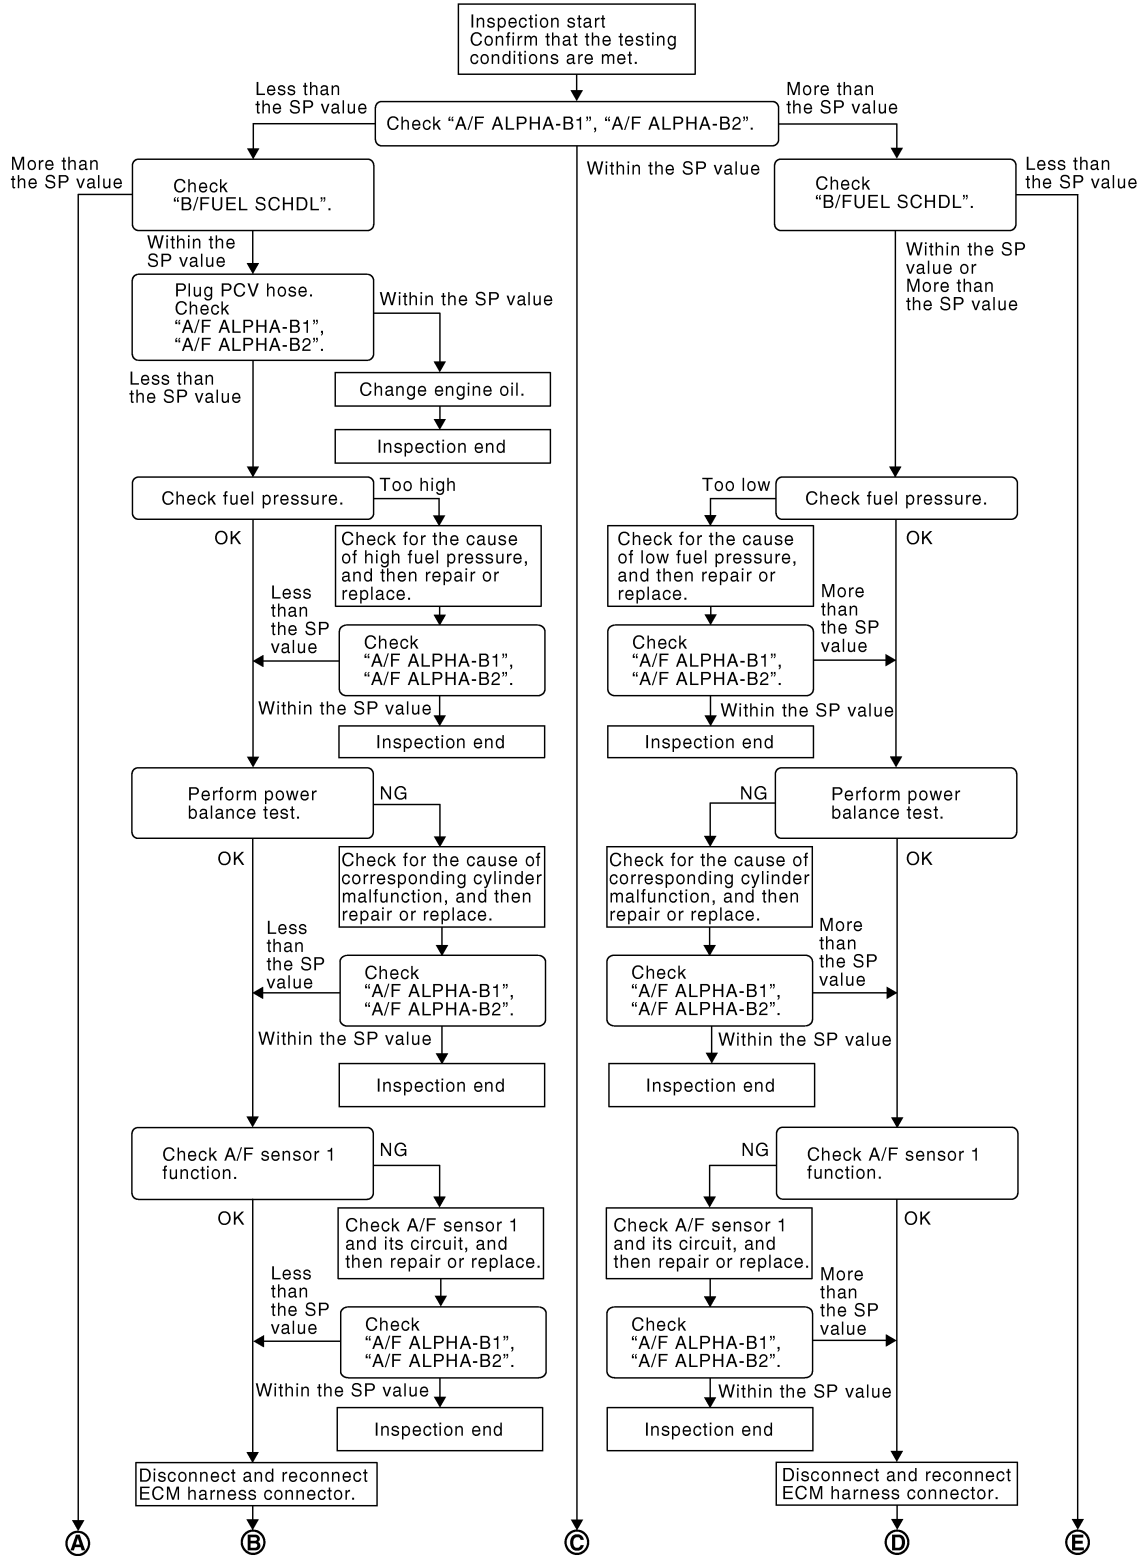 Inspection start
Confirm that the testing
conditions are met.
Less than
the SP value
More than
the SP value
Check “A/F ALPHA-B1”, “A/F ALPHA-B2”.
More than
the SP value
Check
“B/FUEL SCHDL”.
Within the SP value
Check
“B/FUEL SCHDL”.
Less than
the SP value
Within the
SP value
Within the SP
value or
More than
the SP value
Plug PCV hose.
Check
“A/F ALPHA-B1”,
“A/F ALPHA-B2”.
Within the SP value
Less than
the SP value
Change engine oil.
Inspection end
Check fuel pressure.
Too high
Too low
Check fuel pressure.
OK
Check for the cause
of high fuel pressure,
and then repair or
replace.
Check for the cause
of low fuel pressure,
and then repair or
replace.
OK
Less
than
the SP
value
Check
“A/F ALPHA-B1”,
“A/F ALPHA-B2”.
Check
“A/F ALPHA-B1”,
“A/F ALPHA-B2”.
More
than
the SP
value
Within the SP value
Within the SP value
Inspection end
Inspection end
Perform power
balance test.
NG
NG
Perform power
balance test.
OK
Check for the cause of
corresponding cylinder
malfunction, and then
repair or replace.
Check for the cause of
corresponding cylinder
malfunction, and then
repair or replace.
OK
Less
than
the SP
value
Check
“A/F ALPHA-B1”,
“A/F ALPHA-B2”.
Check
“A/F ALPHA-B1”,
“A/F ALPHA-B2”.
More
than
the SP
value
Within the SP value
Within the SP value
Inspection end
Inspection end
Check A/F sensor 1
function.
NG
NG
Check A/F sensor 1
function.
OK
Check A/F sensor 1
and its circuit, and
then repair or replace.
Check A/F sensor 1
and its circuit, and
then repair or replace.
OK
Less
than
the SP
value
Check
“A/F ALPHA-B1”,
“A/F ALPHA-B2”.
Check
“A/F ALPHA-B1”,
“A/F ALPHA-B2”.
More
than
the SP
value
Within the SP value
Within the SP value
Inspection end
Inspection end
Disconnect and reconnect
ECM harness connector.
Disconnect and reconnect
ECM harness connector.
A
B
C
D
E